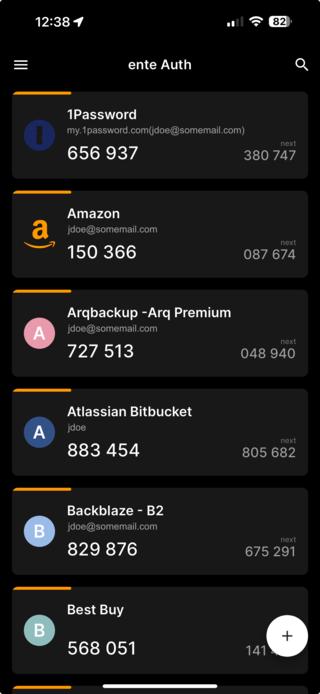 12:38
82
ente Auth
1Password
my.1password.com(jdoe@somemail.com)
656 937
next
380 747
a
Amazon
jdoe@somemail.com
150 366
next
087 674
A
Arqbackup -Arq Premium
jdoe@somemail.com
727 513
next
048 940
A
Atlassian Bitbucket
jdoe
883 454
next
805 682
B
Backblaze - B2
jdoe@somemail.com
829 876
next
675 291
B
Best Buy
568 051
141